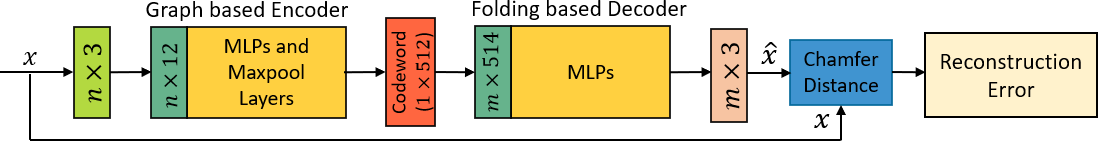 Graph based Encoder
Folding based Decoder
x
n × 3
n × 12
MLPs and
Maxpool
Layers
Codeword
(1 × 512)
m × 514
MLPs
m × 3
x̂
Chamfer
Distance
x
Reconstruction
Error